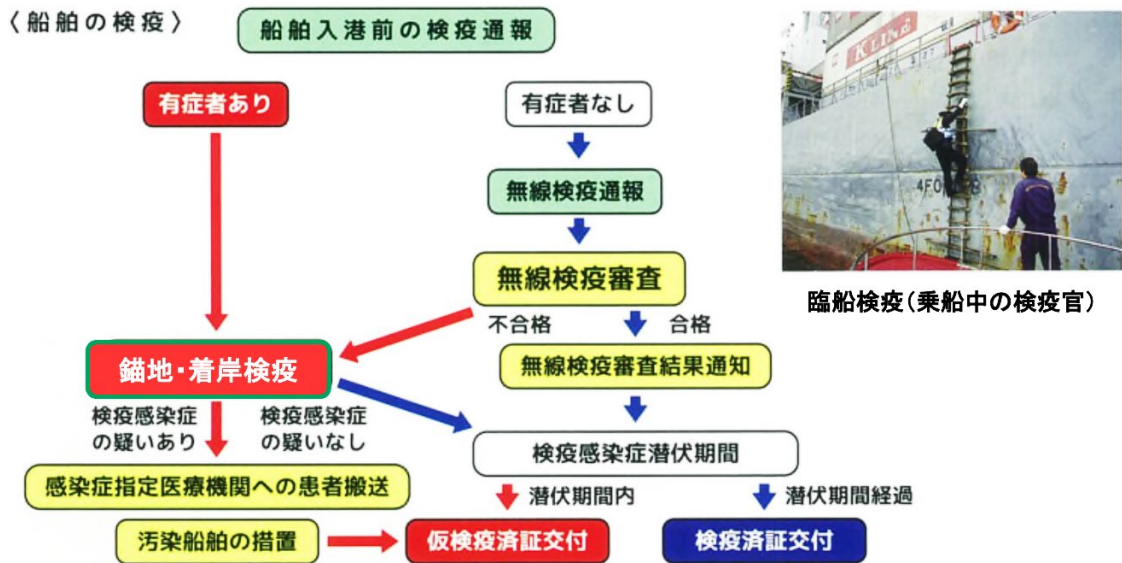 〈船舶の検疫〉
船舶入港前の検疫通報
有症者あり
有症者なし
無線検疫通報
無線検疫審査
不合格
合格
錨地・着岸検疫
無線検疫審査結果通知
検疫感染症
の疑いあり
検疫感染症
の疑いなし
検疫感染症潜伏期間
感染症指定医療機関への患者搬送
潜伏期間内
潜伏期間経過
汚染船舶の措置
仮検疫済証交付
検疫済証交付
K LINE
臨船検疫(乗船中の検疫官)